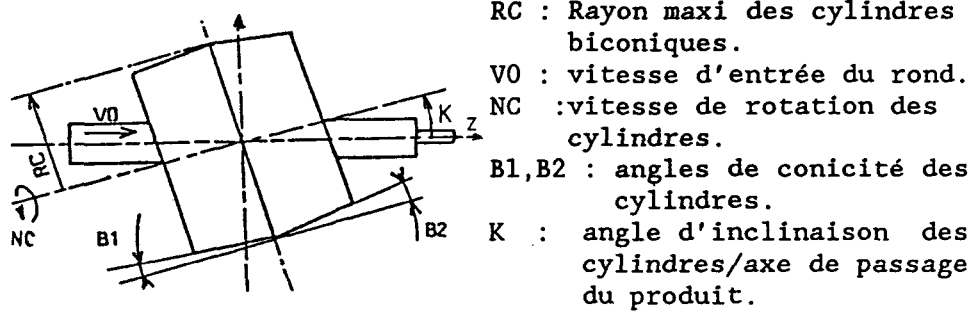 RC : Rayon maxi des cylindres
biconiques.
V0 : vitesse d'entrée du rond.
NC :vitesse de rotation des
cylindres.
B1,B2 : angles de conicité des
cylindres.
K : angle d'inclinaison des
cylindres/axe de passage
du produit.
V0
K
Z
RC
NC
B1
B2